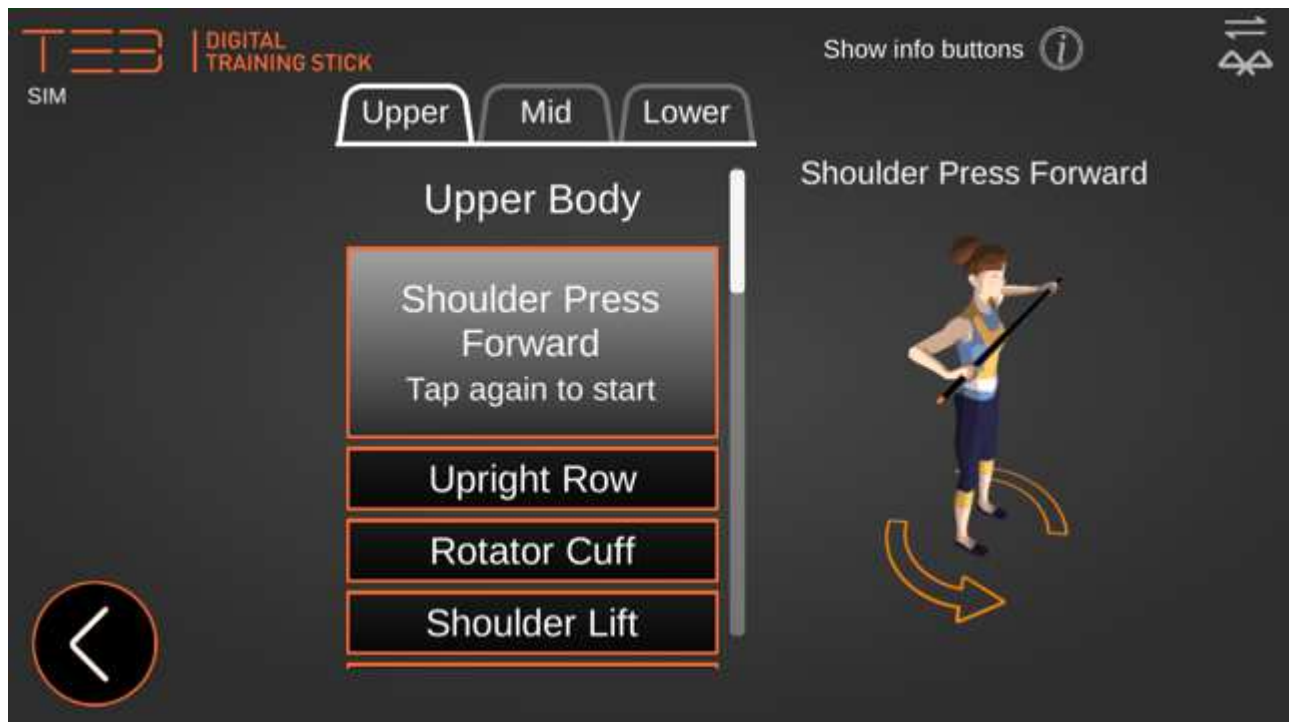 TEB
DIGITAL
TRAINING STICK
SIM
Show info buttons i
Upper Mid Lower
Upper Body
Shoulder Press
Forward
Tap again to start
Upright Row
Rotator Cuff
Shoulder Lift
Shoulder Press Forward